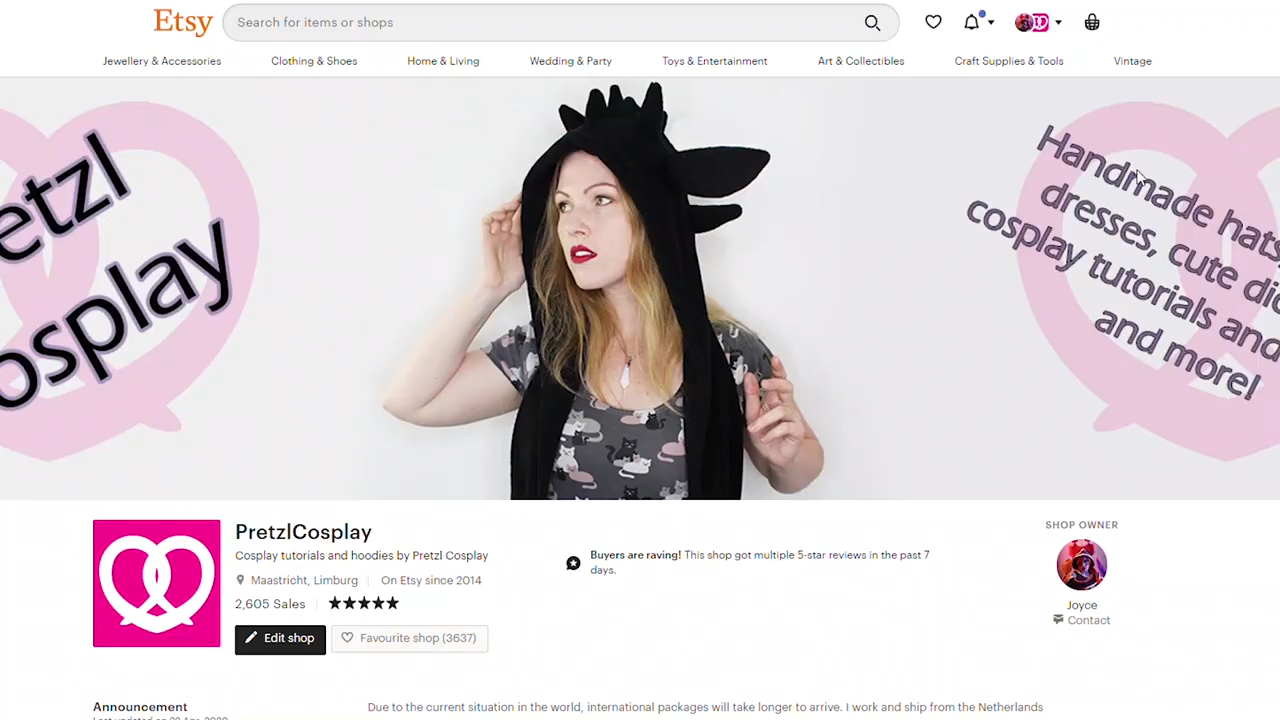 Etsy
Search for items or shops
Jewellery & Accessories
Clothing & Shoes
Home & Living
Wedding & Party
Toys & Entertainment
Art & Collectibles
Craft Supplies & Tools
Vintage
etzl
osplay
Handmade hats,
dresses, cute di
cosplay tutorials and
and more!
PretzlCosplay
Cosplay tutorials and hoodies by Pretzl Cosplay
Maastricht, Limburg
On Etsy since 2014
2,605 Sales
Edit shop
Favourite shop (3637)
Buyers are raving! This shop got multiple 5-star reviews in the past 7
days.
SHOP OWNER
Joyce
Contact
Announcement
Last updated on
Due to the current situation in the world, international packages will take longer to arrive. I work and ship from the Netherlands